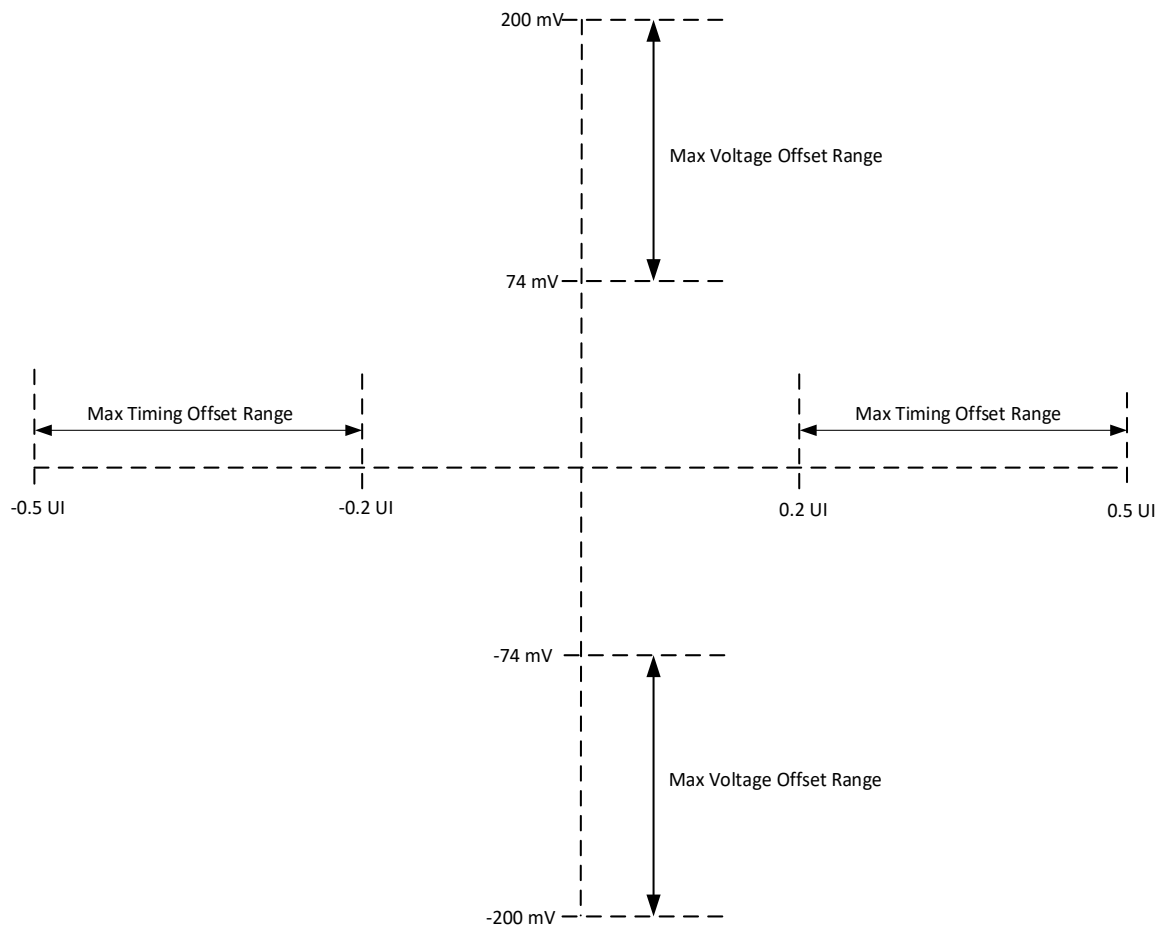 200 mV
Max Voltage Offset Range
74 mV
Max Timing Offset Range
Max Timing Offset Range
-0.5 UI
-0.2 UI
0.2 UI
0.5 UI
-74 mV
Max Voltage Offset Range
-200 mV